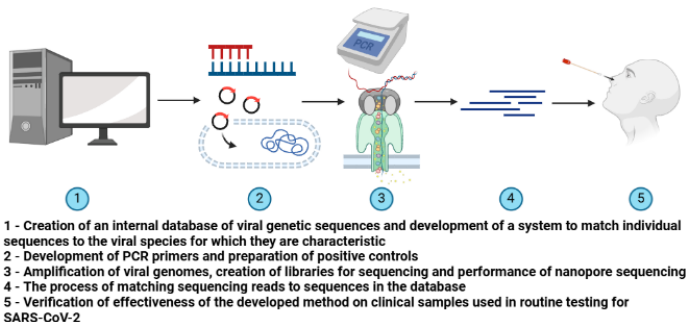 PCR
1 2 3 4 5
1 - Creation of an internal database of viral genetic sequences and development of a system to match individual
sequences to the viral species for which they are characteristic
2 - Development of PCR primers and preparation of positive controls
3 - Amplification of viral genomes, creation of libraries for sequencing and performance of nanopore sequencing
4 - The process of matching sequencing reads to sequences in the database
5 - Verification of effectiveness of the developed method on clinical samples used in routine testing for
SARS-CoV-2